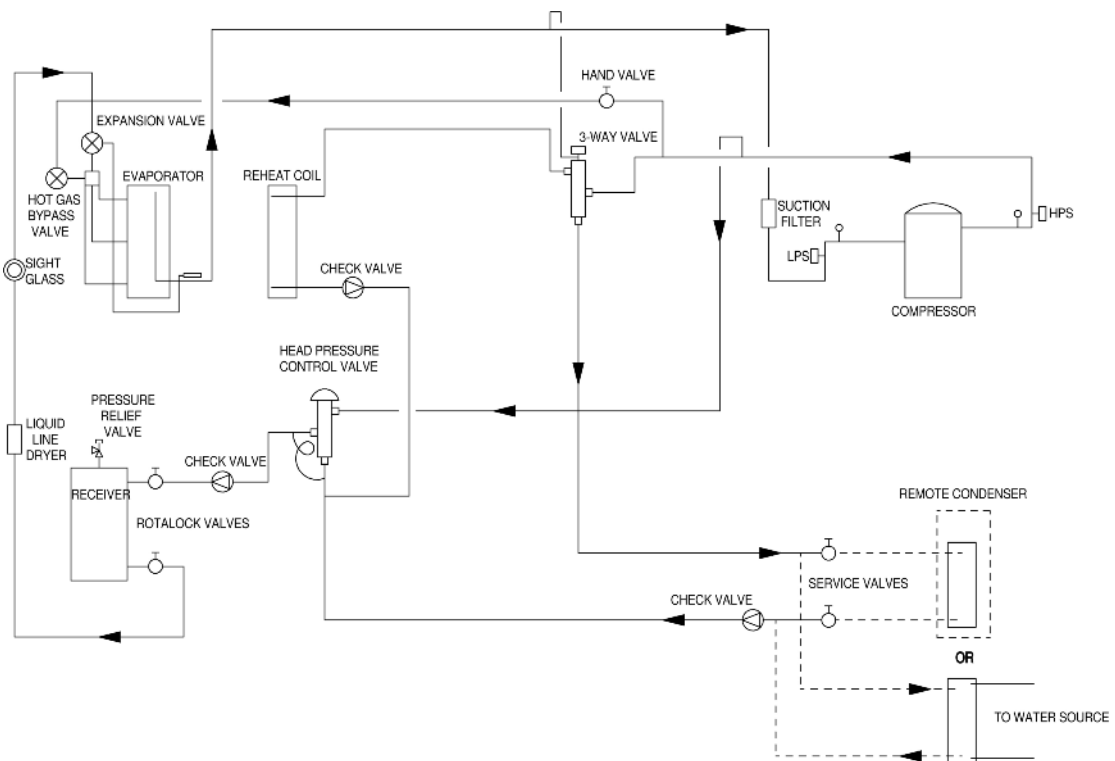 HAND VALVE
EXPANSION VALVE
3-WAY VALVE
EVAPORATOR
REHEAT COIL
HOT GAS
BYPASS
VALVE
SUCTION
FILTER
HPS
LPS
SIGHT
GLASS
CHECK VALVE
COMPRESSOR
HEAD PRESSURE
CONTROL VALVE
PRESSURE
RELIEF
VALVE
LIQUID
LINE
DRYER
CHECK VALVE
RECEIVER
ROTALOCK VALVES
REMOTE CONDENSER
SERVICE VALVES
CHECK VALVE
OR
TO WATER SOURCE